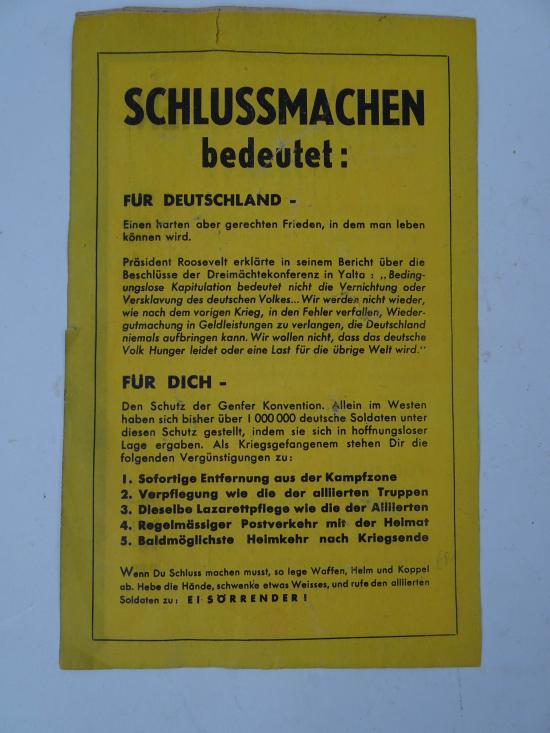 SCHLUSSMACHEN
bedeutet:
FÜR DEUTSCHLAND -
Einen harten aber gerechten Frieden, in dem man leben
können wird.
Präsident Roosevelt erklärte in seinem Bericht über die
Beschlüsse der Dreimächtekonferenz in Yalta : „Beding-
ungslose Kapitulation bedeutet nicht die Vernichtung oder
Versklavung des deutschen Volkes... Wir werden nicht wieder,
wie nach dem vorigen Krieg, in den Fehler verfallen, Wieder-
gutmachung in Geldleistungen zu verlangen, die Deutschland
niemals aufbringen kann. Wir wollen nicht, dass das deutsche
Volk Hunger leidet oder eine Last für die übrige Welt wird.“
FÜR DICH -
Den Schutz der Genfer Konvention. Allein im Westen
haben sich bisher über 1 000 000 deutsche Soldaten unter
diesen Schutz gestellt, indem sie sich in hoffnungsloser
Lage ergaben. Als Kriegsgefangenem stehen Dir die
folgenden Vergünstigungen zu:
1. Sofortige Entfernung aus der Kampfzone
2. Verpflegung wie die der alliierten Truppen
3. Dieselbe Lazarettpflege wie die der Alliierten
4. Regelmässiger Postverkehr mit der Heimat
5. Baldmöglichste Heimkehr nach Kriegsende
Wenn Du Schluss machen musst, so lege Waffen, Helm und Koppel
ab. Hebe die Hände, schwenke etwas Weisses, und rufe den alliierten
Soldaten zu: EI SÖRRENDER!